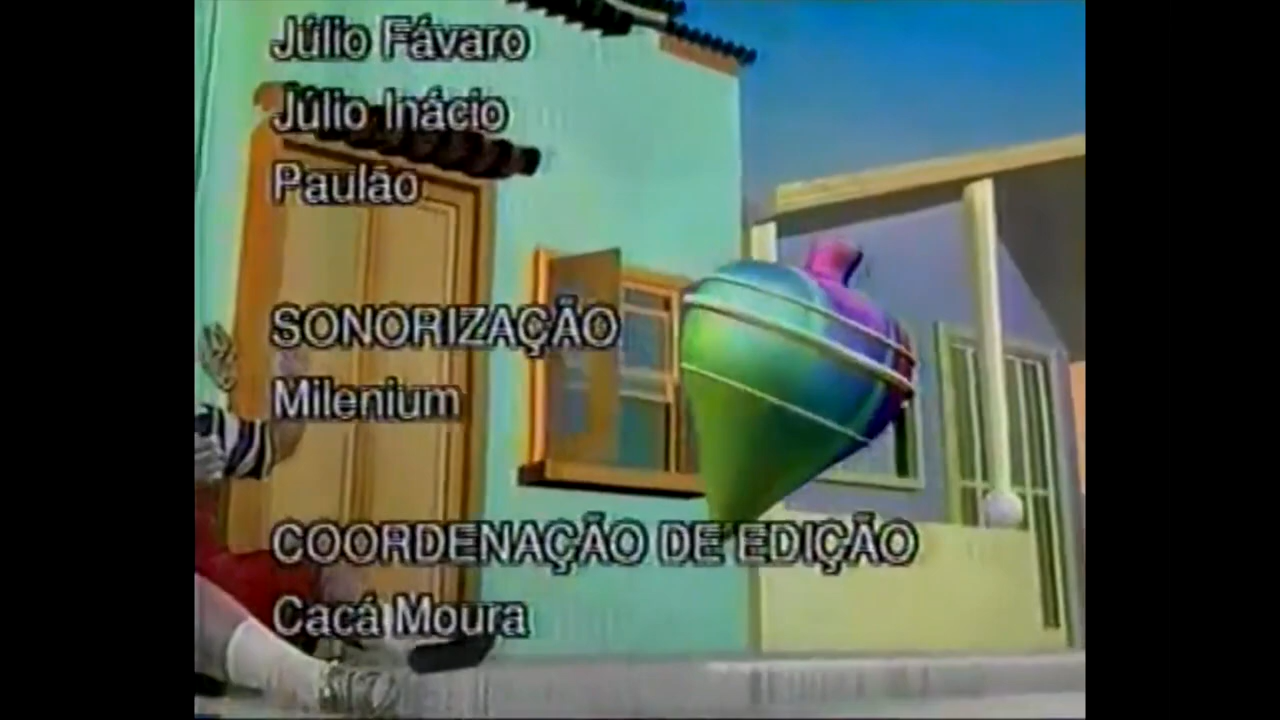 Júlio Fávaro
Júlio Inácio
Paulão
SONORIZAÇÃO
Milenium
COORDENAÇÃO DE EDIÇÃO
Cacá Moura